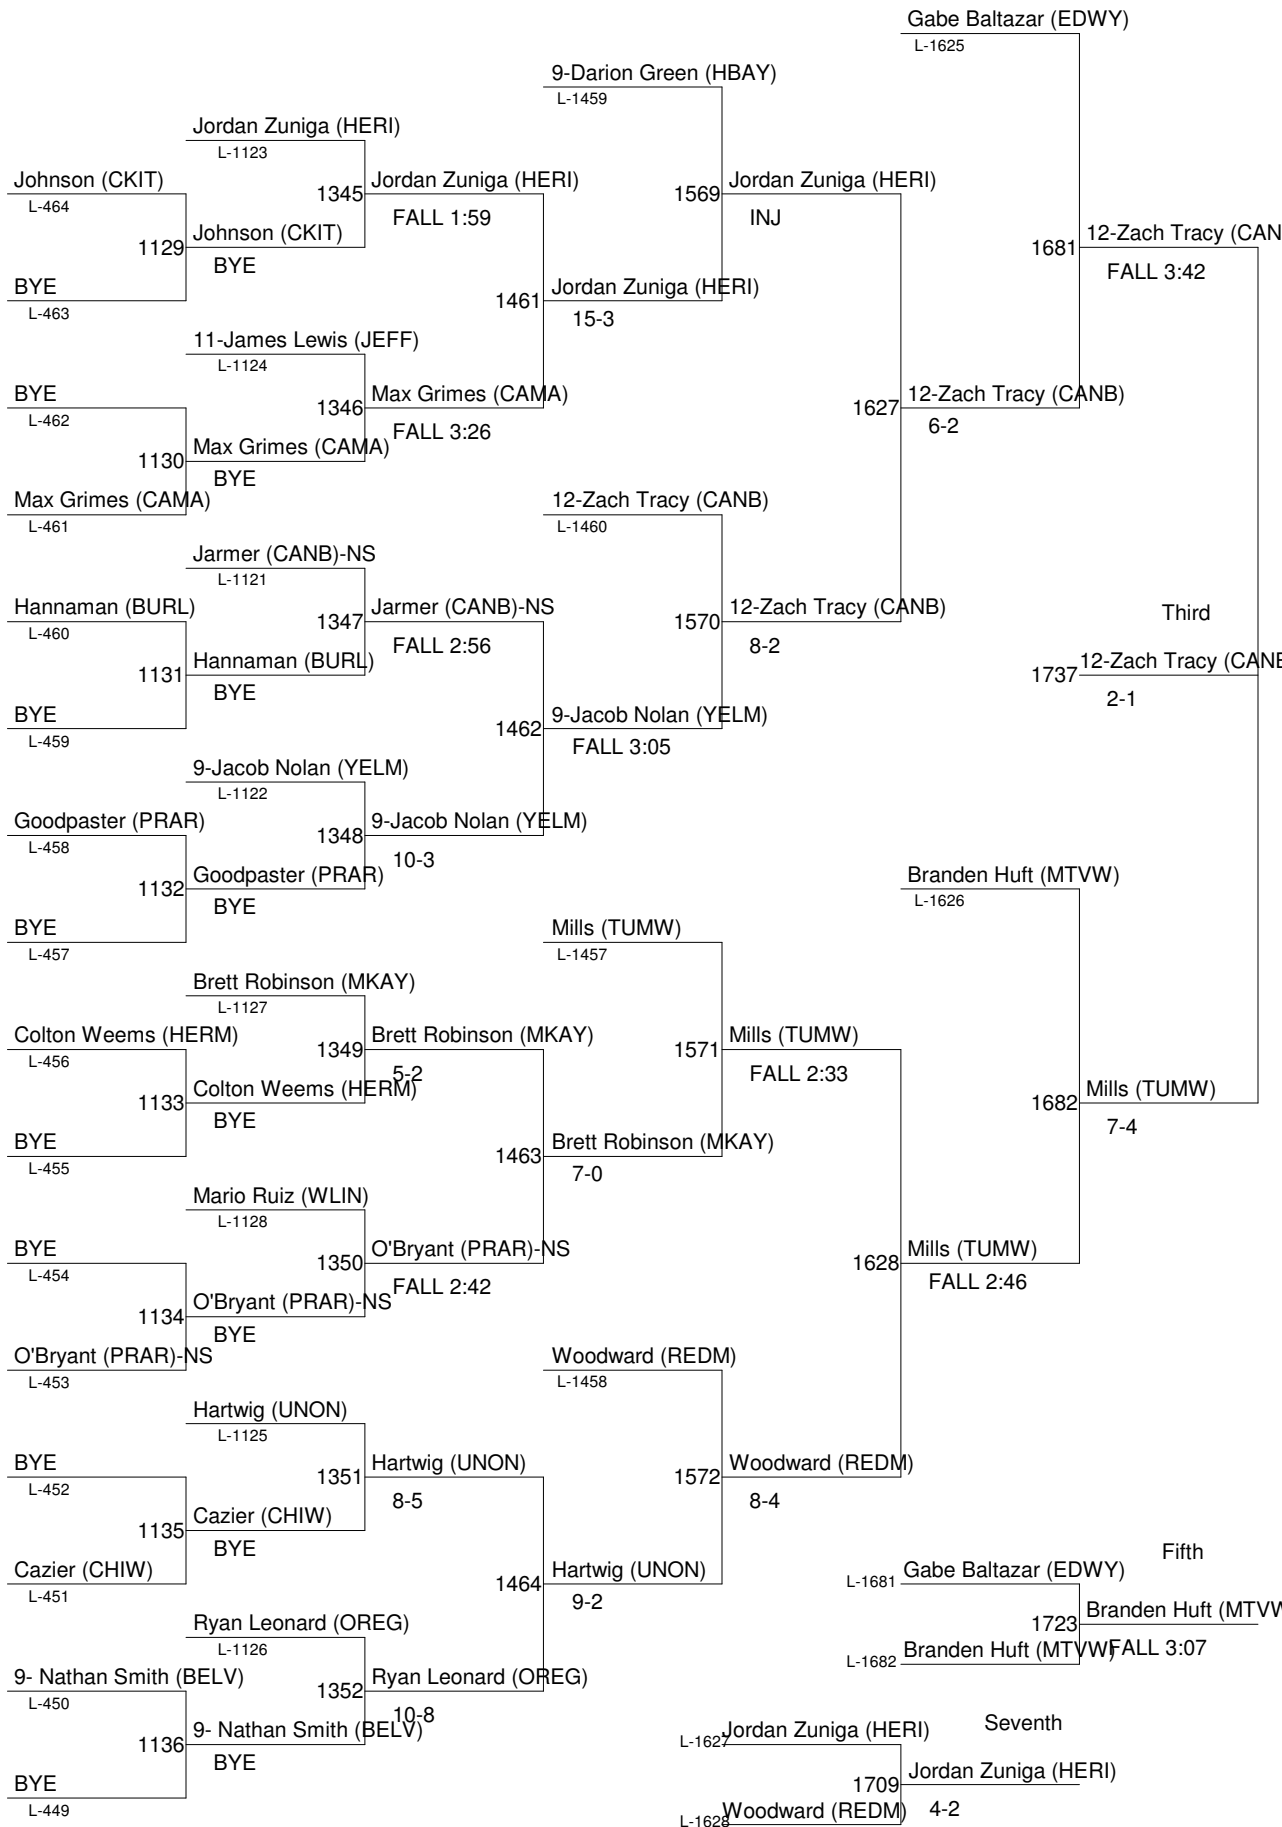 Gabe Baltazar (EDWY)
L-1625
9-Darion Green (HBAY)
L-1459
Jordan Zuniga (HERI)
L-1123
Johnson (CKIT)
1345
Jordan Zuniga (HERI)
1569
Jordan Zuniga (HERI)
L-464
FALL 1:59
INJ
1129
Johnson (CKIT)
1681
12-Zach Tracy (CAN
BYE
FALL 3:42
BYE
1461
Jordan Zuniga (HERI)
L-463
15-3
11-James Lewis (JEFF)
L-1124
BYE
1346
Max Grimes (CAMA)
1627
12-Zach Tracy (CANB)
L-462
FALL 3:26
6-2
1130
Max Grimes (CAMA)
BYE
Max Grimes (CAMA)
12-Zach Tracy (CANB)
L-461
L-1460
Jarmer (CANB)-NS
L-1121
Hannaman (BURL)
1347
Jarmer (CANB)-NS
1570
12-Zach Tracy (CANB)
Third
L-460
FALL 2:56
8-2
1131
Hannaman (BURL)
1737
12-Zach Tracy (CANB
BYE
2-1
BYE
1462
9-Jacob Nolan (YELM)
L-459
FALL 3:05
9-Jacob Nolan (YELM)
L-1122
Goodpaster (PRAR)
1348
9-Jacob Nolan (YELM)
L-458
10-3
1132
Goodpaster (PRAR)
Branden Huft (MTVW)
BYE
L-1626
BYE
Mills (TUMW)
L-457
L-1457
Brett Robinson (MKAY)
L-1127
Colton Weems (HERM)
1349
Brett Robinson (MKAY)
1571
Mills (TUMW)
L-456
5-2
FALL 2:33
1133
Colton Weems (HERM)
1682
Mills (TUMW)
BYE
7-4
BYE
1463
Brett Robinson (MKAY)
L-455
7-0
Mario Ruiz (WLIN)
L-1128
BYE
1350
O'Bryant (PRAR)-NS
1628
Mills (TUMW)
L-454
FALL 2:42
FALL 2:46
1134
O'Bryant (PRAR)-NS
BYE
O'Bryant (PRAR)-NS
Woodward (REDM)
L-453
L-1458
Hartwig (UNON)
L-1125
BYE
1351
Hartwig (UNON)
1572
Woodward (REDM)
L-452
8-5
8-4
1135
Cazier (CHIW)
BYE
Fifth
Cazier (CHIW)
1464
Hartwig (UNON)
L-1681
Gabe Baltazar (EDWY)
L-451
9-2
1723
Branden Huft (MTVW
Ryan Leonard (OREG)
L-1126
L-1682
Branden Huft (MTVW)
FALL 3:07
9- Nathan Smith (BELV)
1352
Ryan Leonard (OREG)
L-450
10-8
1136
9- Nathan Smith (BELV)
L-1627
Jordan Zuniga (HERI)
Seventh
BYE
BYE
1709
Jordan Zuniga (HERI)
L-449
L-1628
Woodward (REDM)
4-2